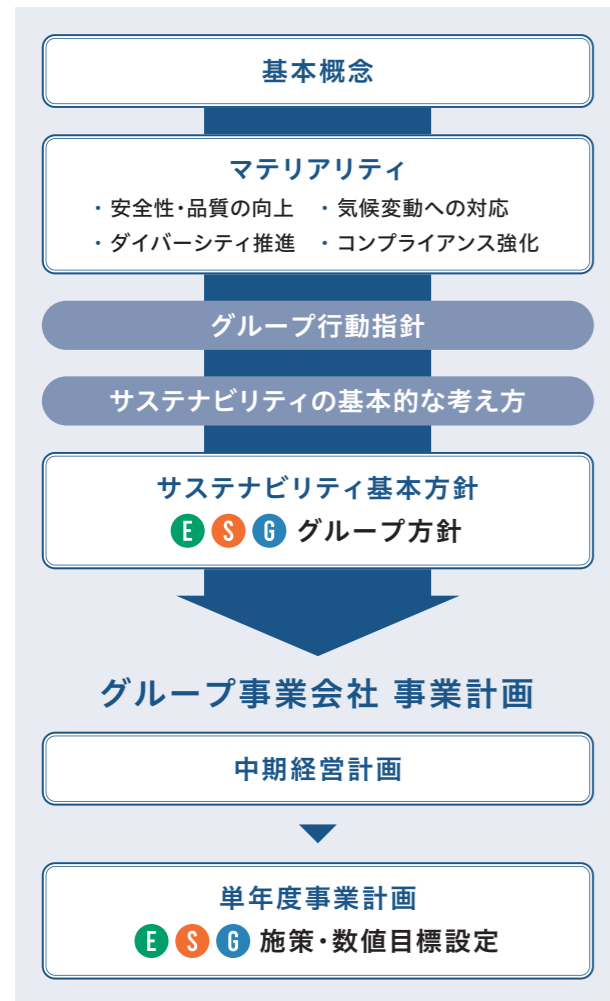 基本概念
マテリアリティ
・安全性・品質の向上 ・気候変動への対応
・ダイバーシティ推進 ・コンプライアンス強化
グループ行動指針
サステナビリティの基本的な考え方
サステナビリティ基本方針
E S G グループ方針
グループ事業会社 事業計画
中期経営計画
単年度事業計画
E S G 施策・数値目標設定